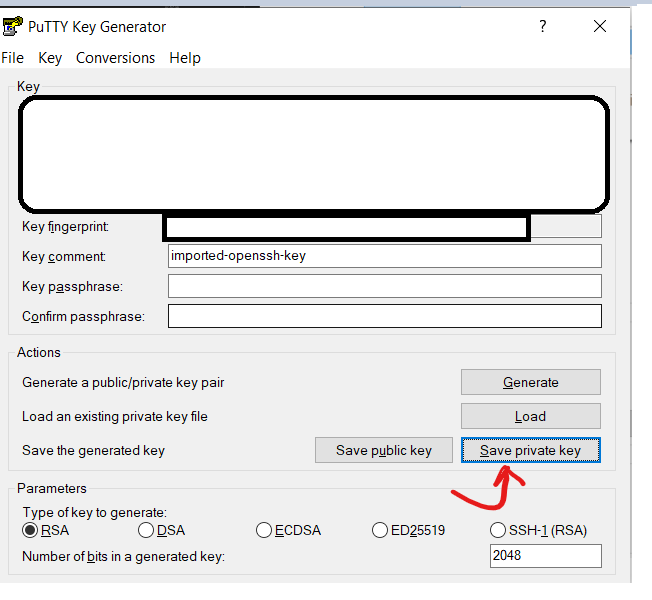 PuTTY Key Generator ?
File Key Conversions Help
Key
Key fingerprint:
Key comment: imported-openssh-key
Key passphrase:
Confirm passphrase:
Actions
Generate a public/private key pair Generate
Load an existing private key file Load
Save the generated key Save public key Save private key
Parameters
Type of key to generate:
RSA DSA ECDSA ED25519 SSH-1 (RSA)
Number of bits in a generated key: 2048